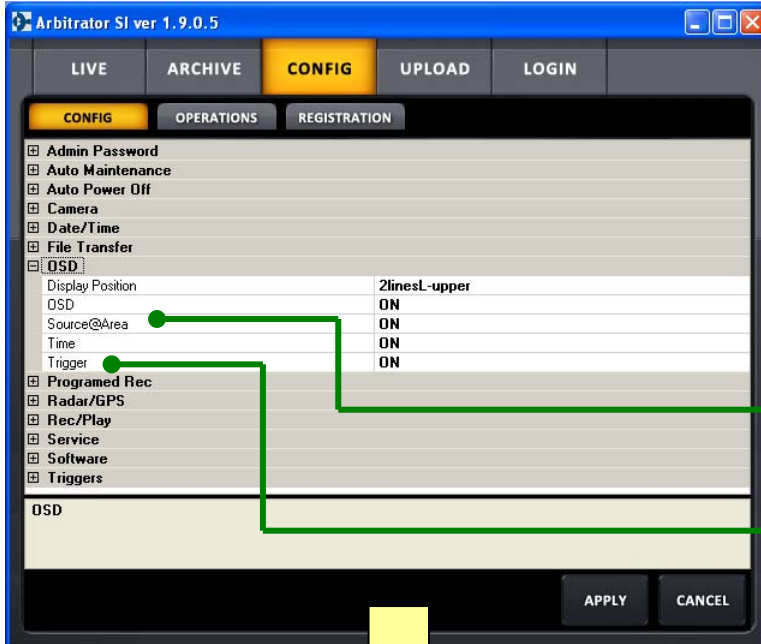 Arbitrator SI ver 1.9.0.5
LIVE ARCHIVE CONFIG UPLOAD LOGIN
CONFIG OPERATIONS REGISTRATION
Admin Password
Auto Maintenance
Auto Power Off
Camera
Date/Time
File Transfer
OSD
Display Position 2linesL-upper
OSD ON
Source@Area ON
Time ON
Trigger ON
Programed Rec
Radar/GPS
Rec/Play
Service
Software
Triggers
OSD
APPLY CANCEL